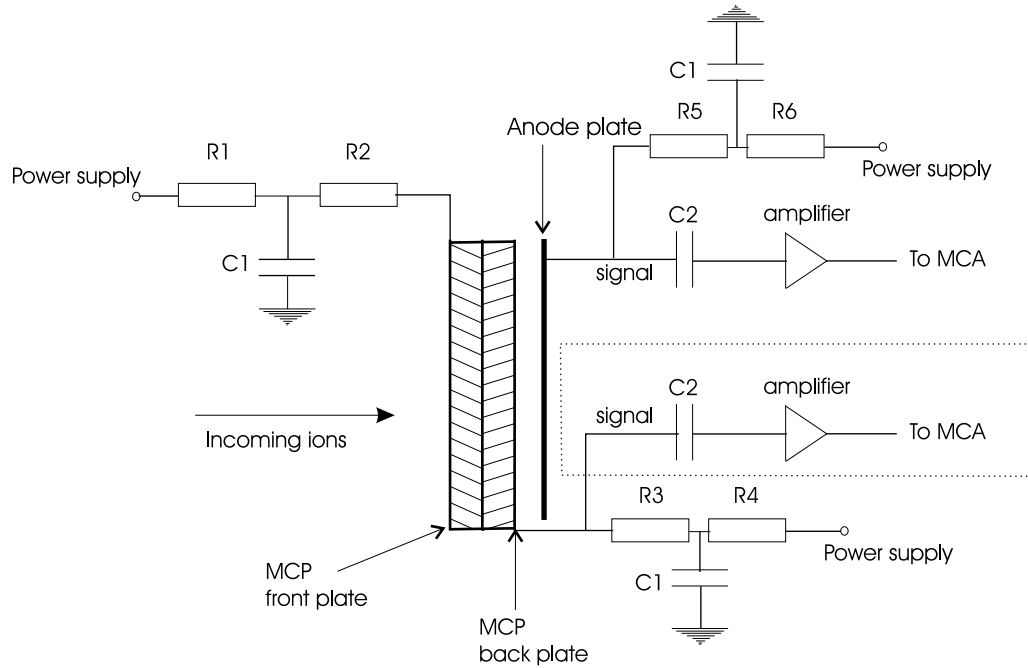 C1
R5
R6
Anode plate
Power supply
R1
R2
Power supply
C1
C2
amplifier
signal
To MCA
C2
amplifier
signal
To MCA
Incoming ions
R3
R4
Power supply
C1
MCP
front plate
MCP
back plate